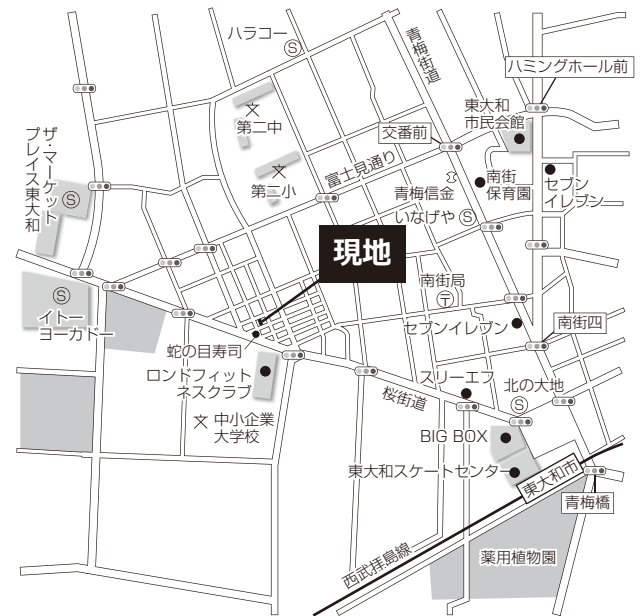 ハラコー
Ⓢ
青梅街道
ハミングホール前
東大和
市民会館
第二中
交番前
第二小
富士見通り
青梅信金
南街
保育園
セブン
イレブン
いなげや Ⓢ
ザ・マーケット
プレイス東大和
Ⓢ
現地
南街局
〒
Ⓢ
イトー
ヨーカドー
セブンイレブン
南街四
蛇の目寿司
ロンドフィット
ネスクラブ
スリーエフ
桜街道
北の大地
Ⓢ
中小企業
大学校
BIG BOX
東大和スケートセンター
東大和市
青梅橋
西武拝島線
薬用植物園